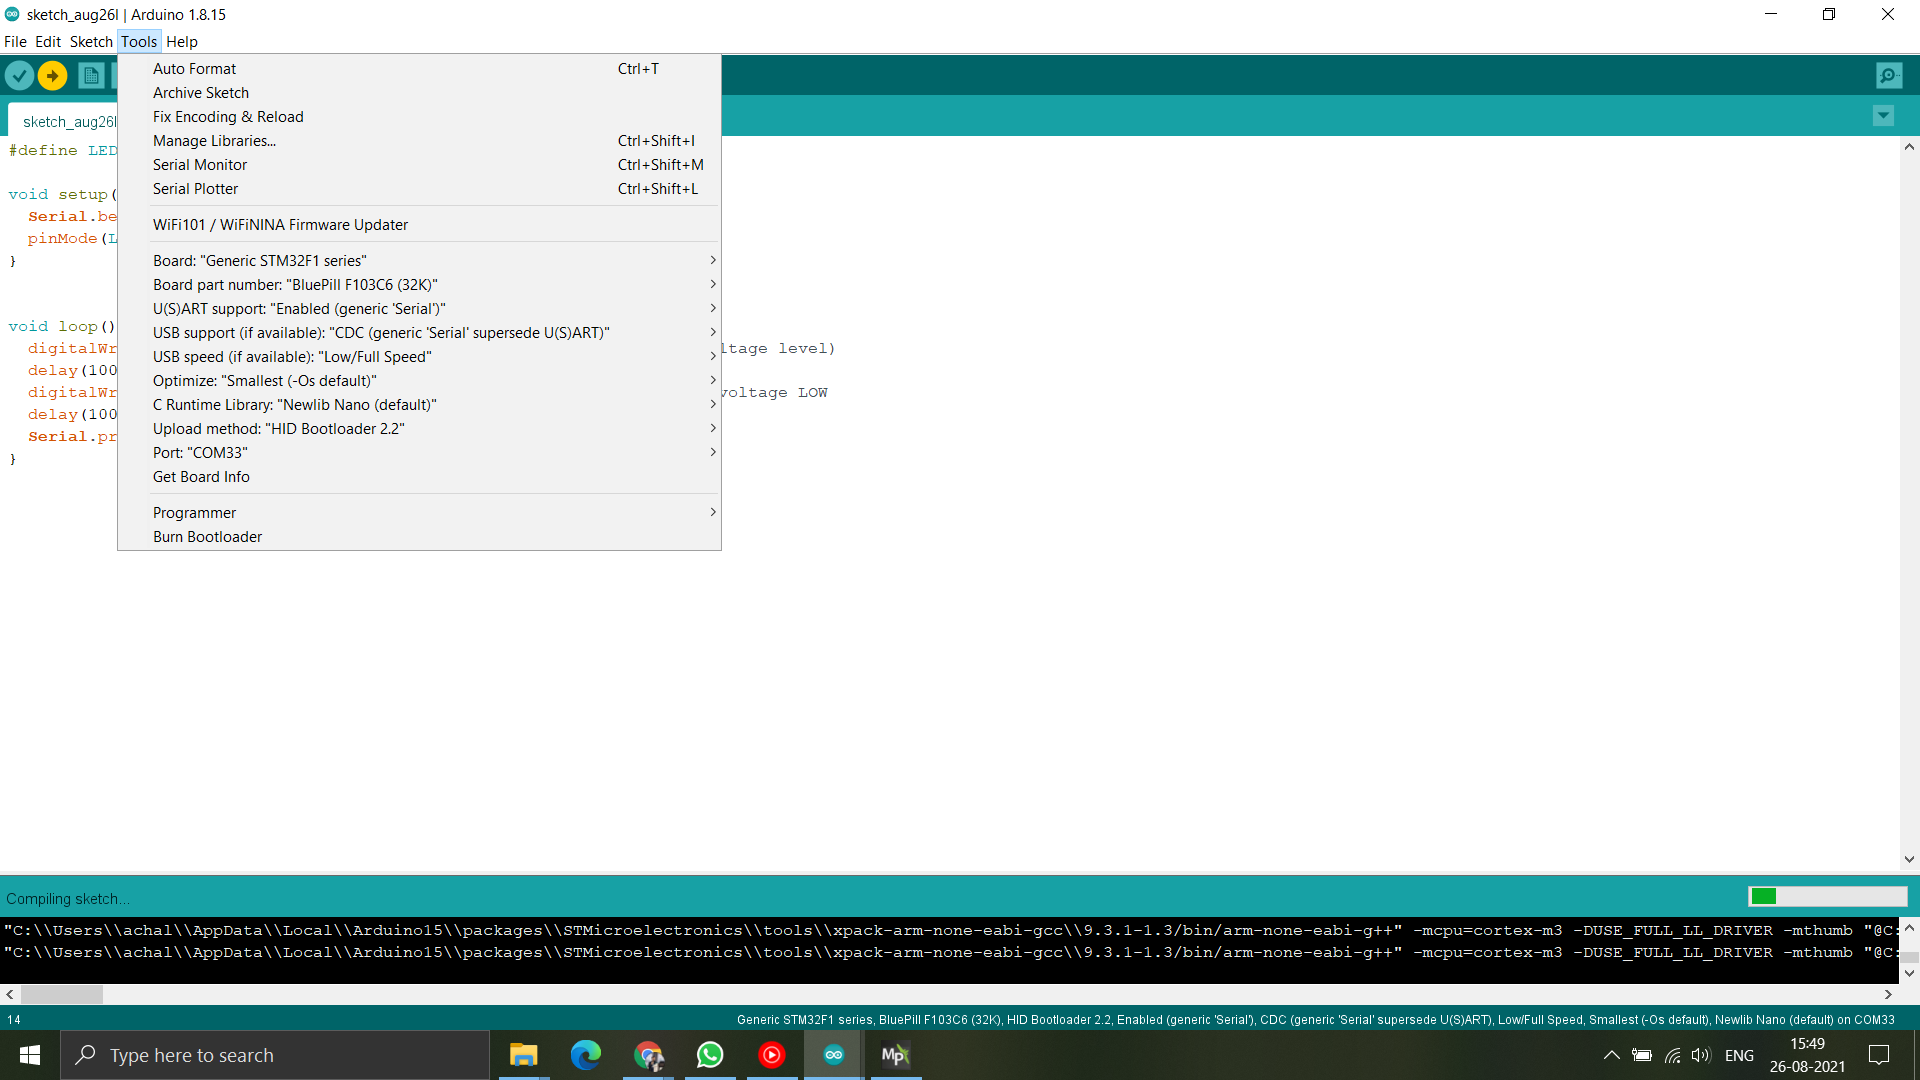 sketch_aug26l | Arduino 1.8.15
File Edit Sketch Tools Help
sketch_aug26l
Auto Format Ctrl+T
Archive Sketch
Fix Encoding & Reload
Manage Libraries... Ctrl+Shift+I
Serial Monitor Ctrl+Shift+M
Serial Plotter Ctrl+Shift+L
WiFi101 / WiFiNINA Firmware Updater
Board: "Generic STM32F1 series"
Board part number: "BluePill F103C6 (32K)"
U(S)ART support: "Enabled (generic 'Serial')"
USB support (if available): "CDC (generic 'Serial' supersede U(S)ART)"
USB speed (if available): "Low/Full Speed"
Optimize: "Smallest (-Os default)"
C Runtime Library: "Newlib Nano (default)"
Upload method: "HID Bootloader 2.2"
Port: "COM33"
Get Board Info
Programmer
Burn Bootloader
#define LED
void setup(
Serial.be
pinMode(L
}
void loop()
digitalWr ltage level)
delay(100
digitalWr voltage LOW
delay(100
Serial.pr
}
Compiling sketch...
"C:\\Users\\achal\\AppData\\Local\\Arduino15\\packages\\STMicroelectronics\\tools\\xpack-arm-none-eabi-gcc\\9.3.1-1.3/bin/arm-none-eabi-g++" -mcpu=cortex-m3 -DUSE_FULL_LL_DRIVER -mthumb "@C:
"C:\\Users\\achal\\AppData\\Local\\Arduino15\\packages\\STMicroelectronics\\tools\\xpack-arm-none-eabi-gcc\\9.3.1-1.3/bin/arm-none-eabi-g++" -mcpu=cortex-m3 -DUSE_FULL_LL_DRIVER -mthumb "@C:
14 Generic STM32F1 series, BluePill F103C6 (32K), HID Bootloader 2.2, Enabled (generic 'Serial'), CDC (generic 'Serial' supersede U(S)ART), Low/Full Speed, Smallest (-Os default), Newlib Nano (default) on COM33
Type here to search
Mp
ENG
15:49
26-08-2021